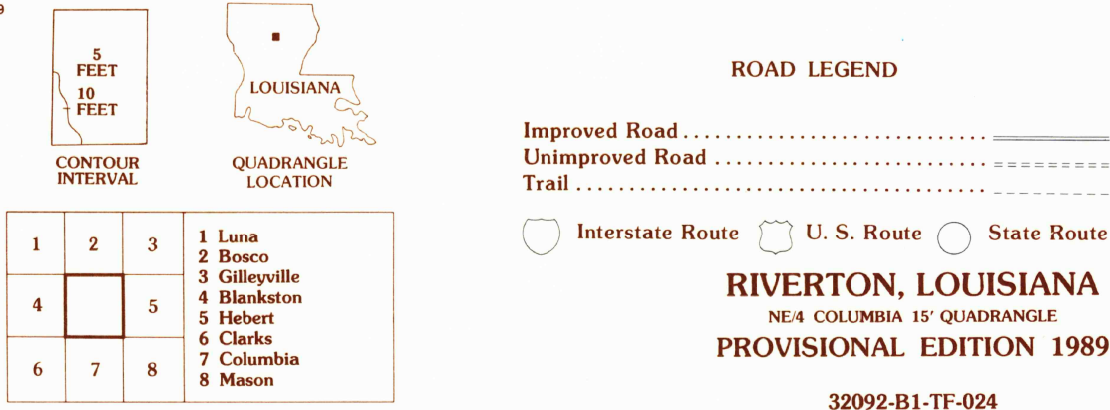 9
5
FEET
10
FEET
CONTOUR
INTERVAL
LOUISIANA
QUADRANGLE
LOCATION
1 2 3
4 5
6 7 8
1 Luna
2 Bosco
3 Gilleyville
4 Blankston
5 Hebert
6 Clarks
7 Columbia
8 Mason
ROAD LEGEND
Improved Road
Unimproved Road
Trail
Interstate Route U. S. Route State Route
RIVERTON, LOUISIANA
NE/4 COLUMBIA 15′ QUADRANGLE
PROVISIONAL EDITION 1989
32092-B1-TF-024